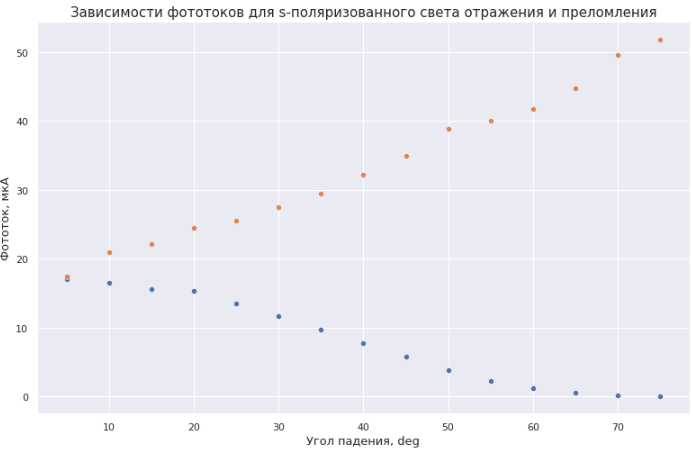 Зависимости фототоков для s-поляризованного света отражения и преломления
Фототок, мкА
50
40
30
20
10
0
10 20 30 40 50 60 70
Угол падения, deg